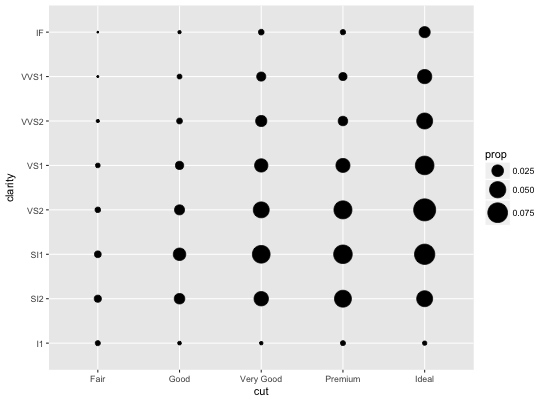 IF
VVS1
VVS2
VS1
VS2
SI1
SI2
I1
clarity
Fair Good Very Good Premium Ideal
cut
prop
0.025
0.050
0.075